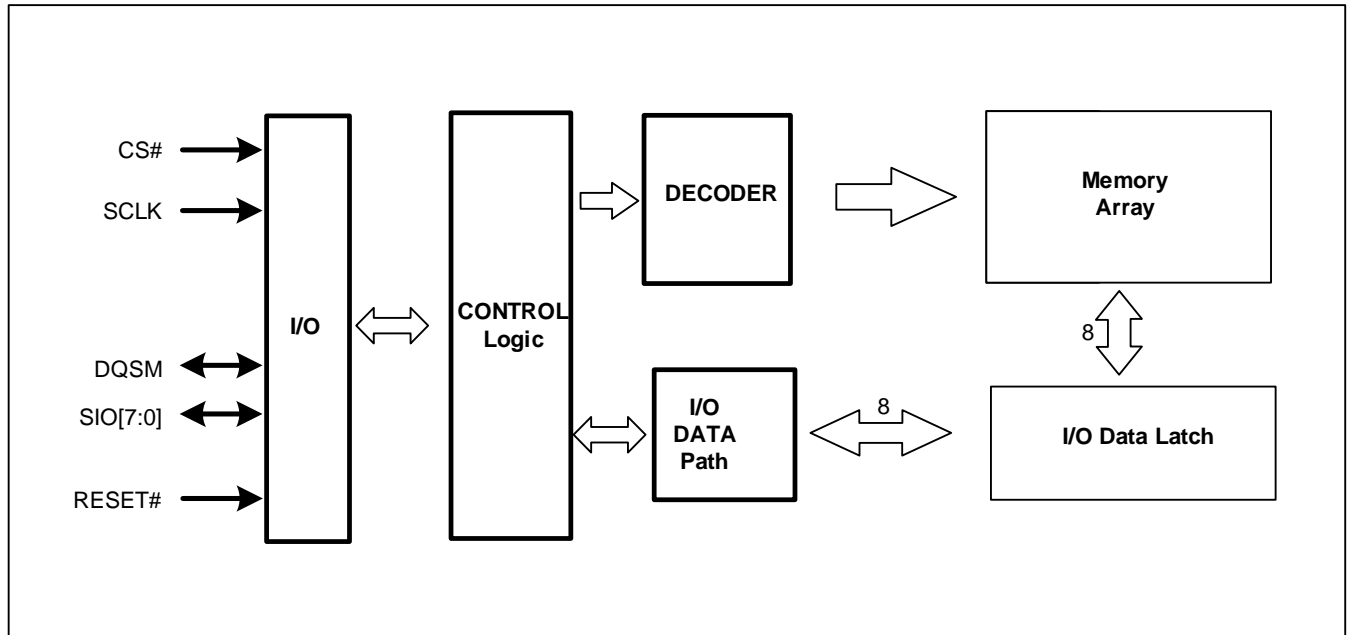 CS#
SCLK
DQSM
SIO[7:0]
RESET#
I/O
CONTROL
Logic
DECODER
I/O
DATA
Path
8
Memory
Array
8
I/O Data Latch